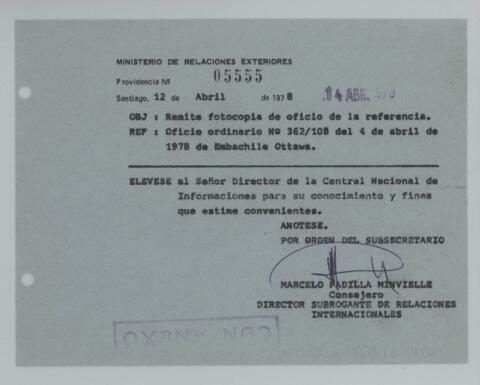 MINISTERIO DE RELACIONES EXTERIORES
Providencia Nº 05555
Santiago, 12 de Abril de 1978 14 ABR. 1978
OBJ : Remite fotocopia de oficio de la referencia.
REF : Oficio ordinario Nº 362/108 del 4 de abril de
1978 de Embachile Ottawa.
ELEVESE al Señor Director de la Central Nacional de
Informaciones para su conocimiento y fines
que estime convenientes.
ANOTESE.
POR ORDEN DEL SUBSECRETARIO
MARCELO PADILLA MINVIELLE
Consejero
DIRECTOR SUBROGANTE DE RELACIONES
INTERNACIONALES
CON ANEXO